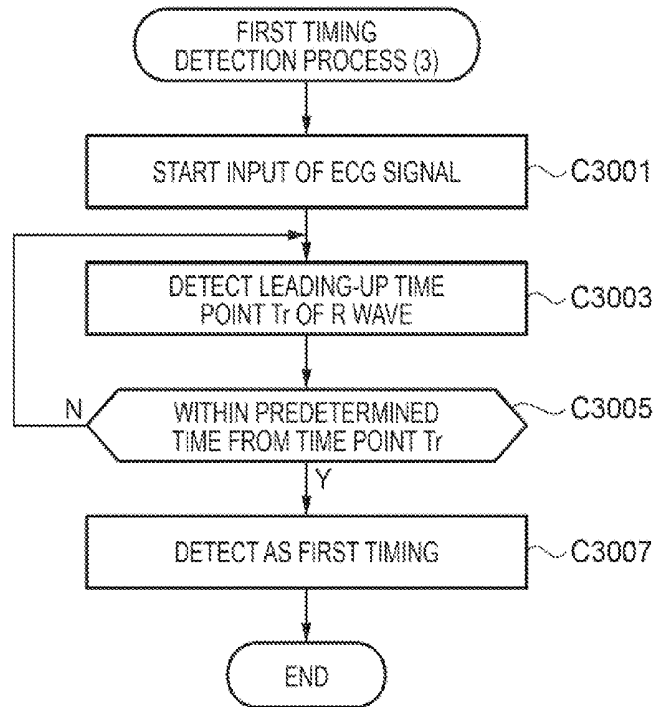 FIRST TIMING
DETECTION PROCESS (3)
START INPUT OF ECG SIGNAL
C3001
DETECT LEADING-UP TIME
POINT Tr OF R WAVE
C3003
N
WITHIN PREDETERMINED
TIME FROM TIME POINT Tr
C3005
Y
DETECT AS FIRST TIMING
C3007
END